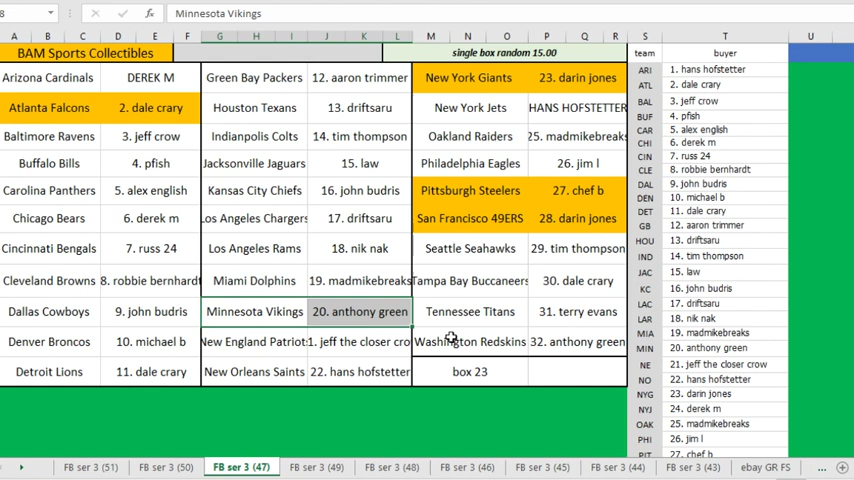 8
fx
Minnesota Vikings
A B C D E F G H I J K L M N O P Q R S T U
BAM Sports Collectibles single box random 15.00 team buyer
Arizona Cardinals DEREK M Green Bay Packers 12. aaron trimmer New York Giants 23. darin jones
Atlanta Falcons 2. dale crary Houston Texans 13. driftsaru New York Jets HANS HOFSTETTER
Baltimore Ravens 3. jeff crow Indianpolis Colts 14. tim thompson Oakland Raiders 25. madmikebreaks
Buffalo Bills 4. pfish Jacksonville Jaguars 15. law Philadelphia Eagles 26. jim l
Carolina Panthers 5. alex english Kansas City Chiefs 16. john budris Pittsburgh Steelers 27. chef b
Chicago Bears 6. derek m Los Angeles Chargers 17. driftsaru San Francisco 49ERS 28. darin jones
Cincinnati Bengals 7. russ 24 Los Angeles Rams 18. nik nak Seattle Seahawks 29. tim thompson
Cleveland Browns 8. robbie bernhardt Miami Dolphins 19. madmikebreaks Tampa Bay Buccaneers 30. dale crary
Dallas Cowboys 9. john budris Minnesota Vikings 20. anthony green Tennessee Titans 31. terry evans
Denver Broncos 10. michael b New England Patriots 1. jeff the closer cro Washington Redskins 32. anthony green
Detroit Lions 11. dale crary New Orleans Saints 22. hans hofstetter box 23
ARI 1. hans hofstetter
ATL 2. dale crary
BAL 3. jeff crow
BUF 4. pfish
CAR 5. alex english
CHI 6. derek m
CIN 7. russ 24
CLE 8. robbie bernhardt
DAL 9. john budris
DEN 10. michael b
DET 11. dale crary
GB 12. aaron trimmer
HOU 13. driftsaru
IND 14. tim thompson
JAC 15. law
KC 16. john budris
LAC 17. driftsaru
LAR 18. nik nak
MIA 19. madmikebreaks
MIN 20. anthony green
NE 21. jeff the closer crow
NO 22. hans hofstetter
NYG 23. darin jones
NYJ 24. derek m
OAK 25. madmikebreaks
PHI 26. jim l
PIT 27. chef b
FB ser 3 (51) FB ser 3 (50) FB ser 3 (47) FB ser 3 (49) FB ser 3 (48) FB ser 3 (46) FB ser 3 (45) FB ser 3 (44) FB ser 3 (43) ebay GR FS ...